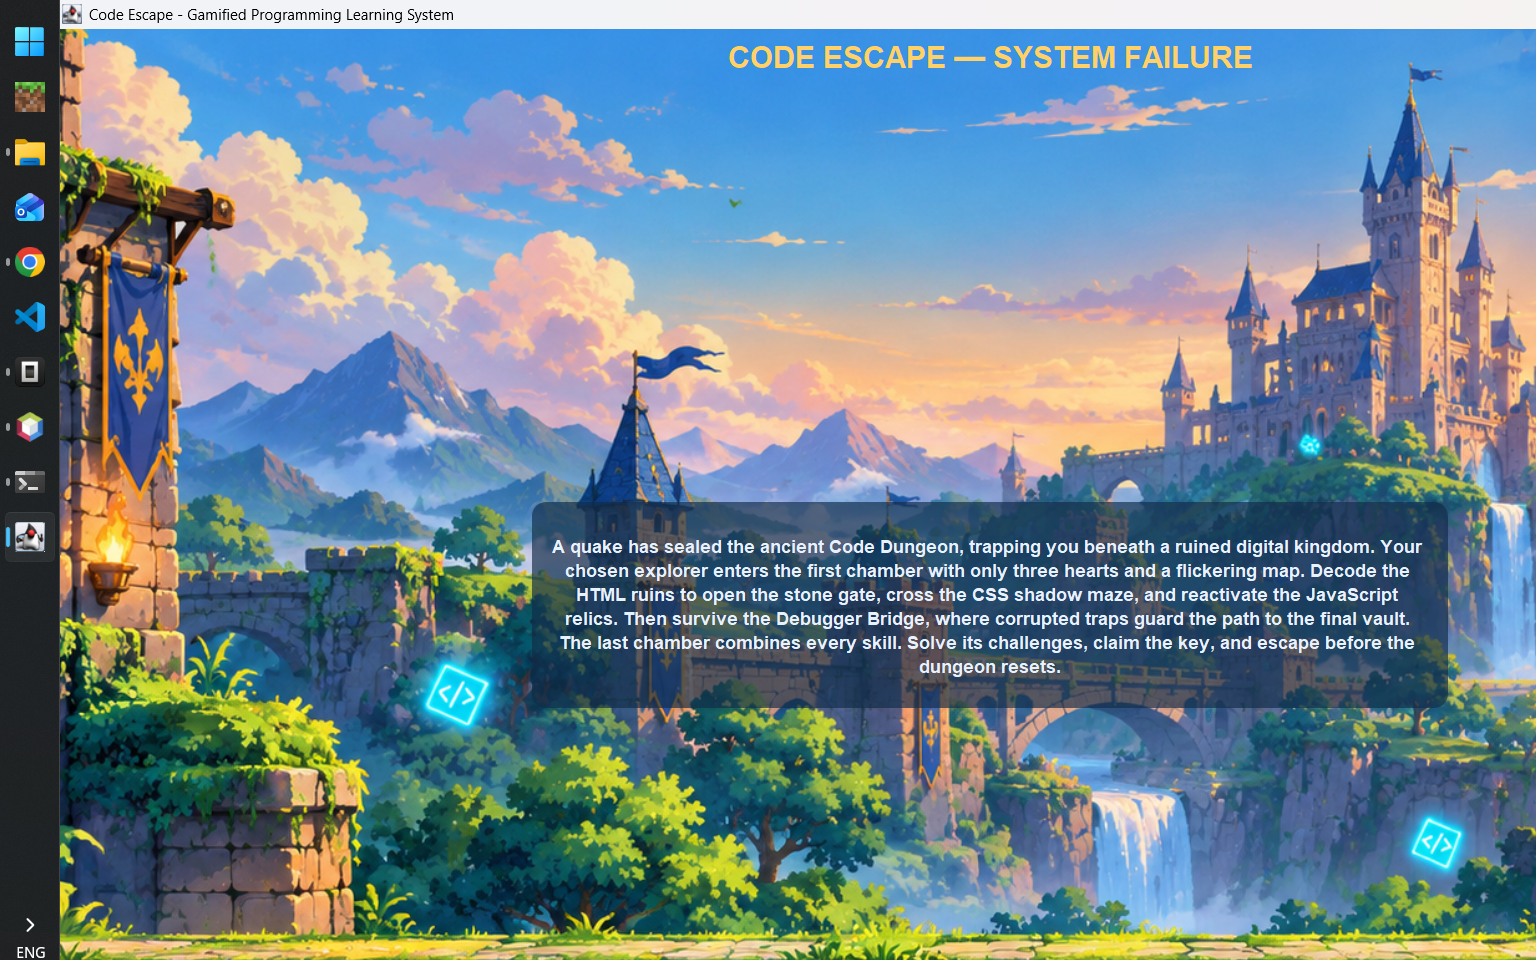 Code Escape - Gamified Programming Learning System
CODE ESCAPE — SYSTEM FAILURE
A quake has sealed the ancient Code Dungeon, trapping you beneath a ruined digital kingdom. Your
chosen explorer enters the first chamber with only three hearts and a flickering map. Decode the
HTML ruins to open the stone gate, cross the CSS shadow maze, and reactivate the JavaScript
relics. Then survive the Debugger Bridge, where corrupted traps guard the path to the final vault.
The last chamber combines every skill. Solve its challenges, claim the key, and escape before the
dungeon resets.
</>
</>
ENG